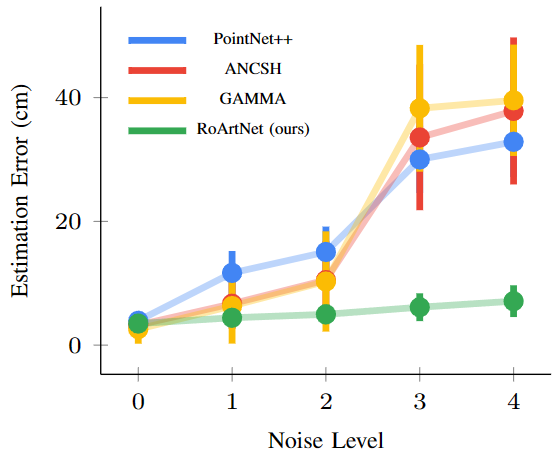 PointNet++
ANCSH
GAMMA
RoArtNet (ours)
Estimation Error (cm)
40
20
0
0 1 2 3 4
Noise Level